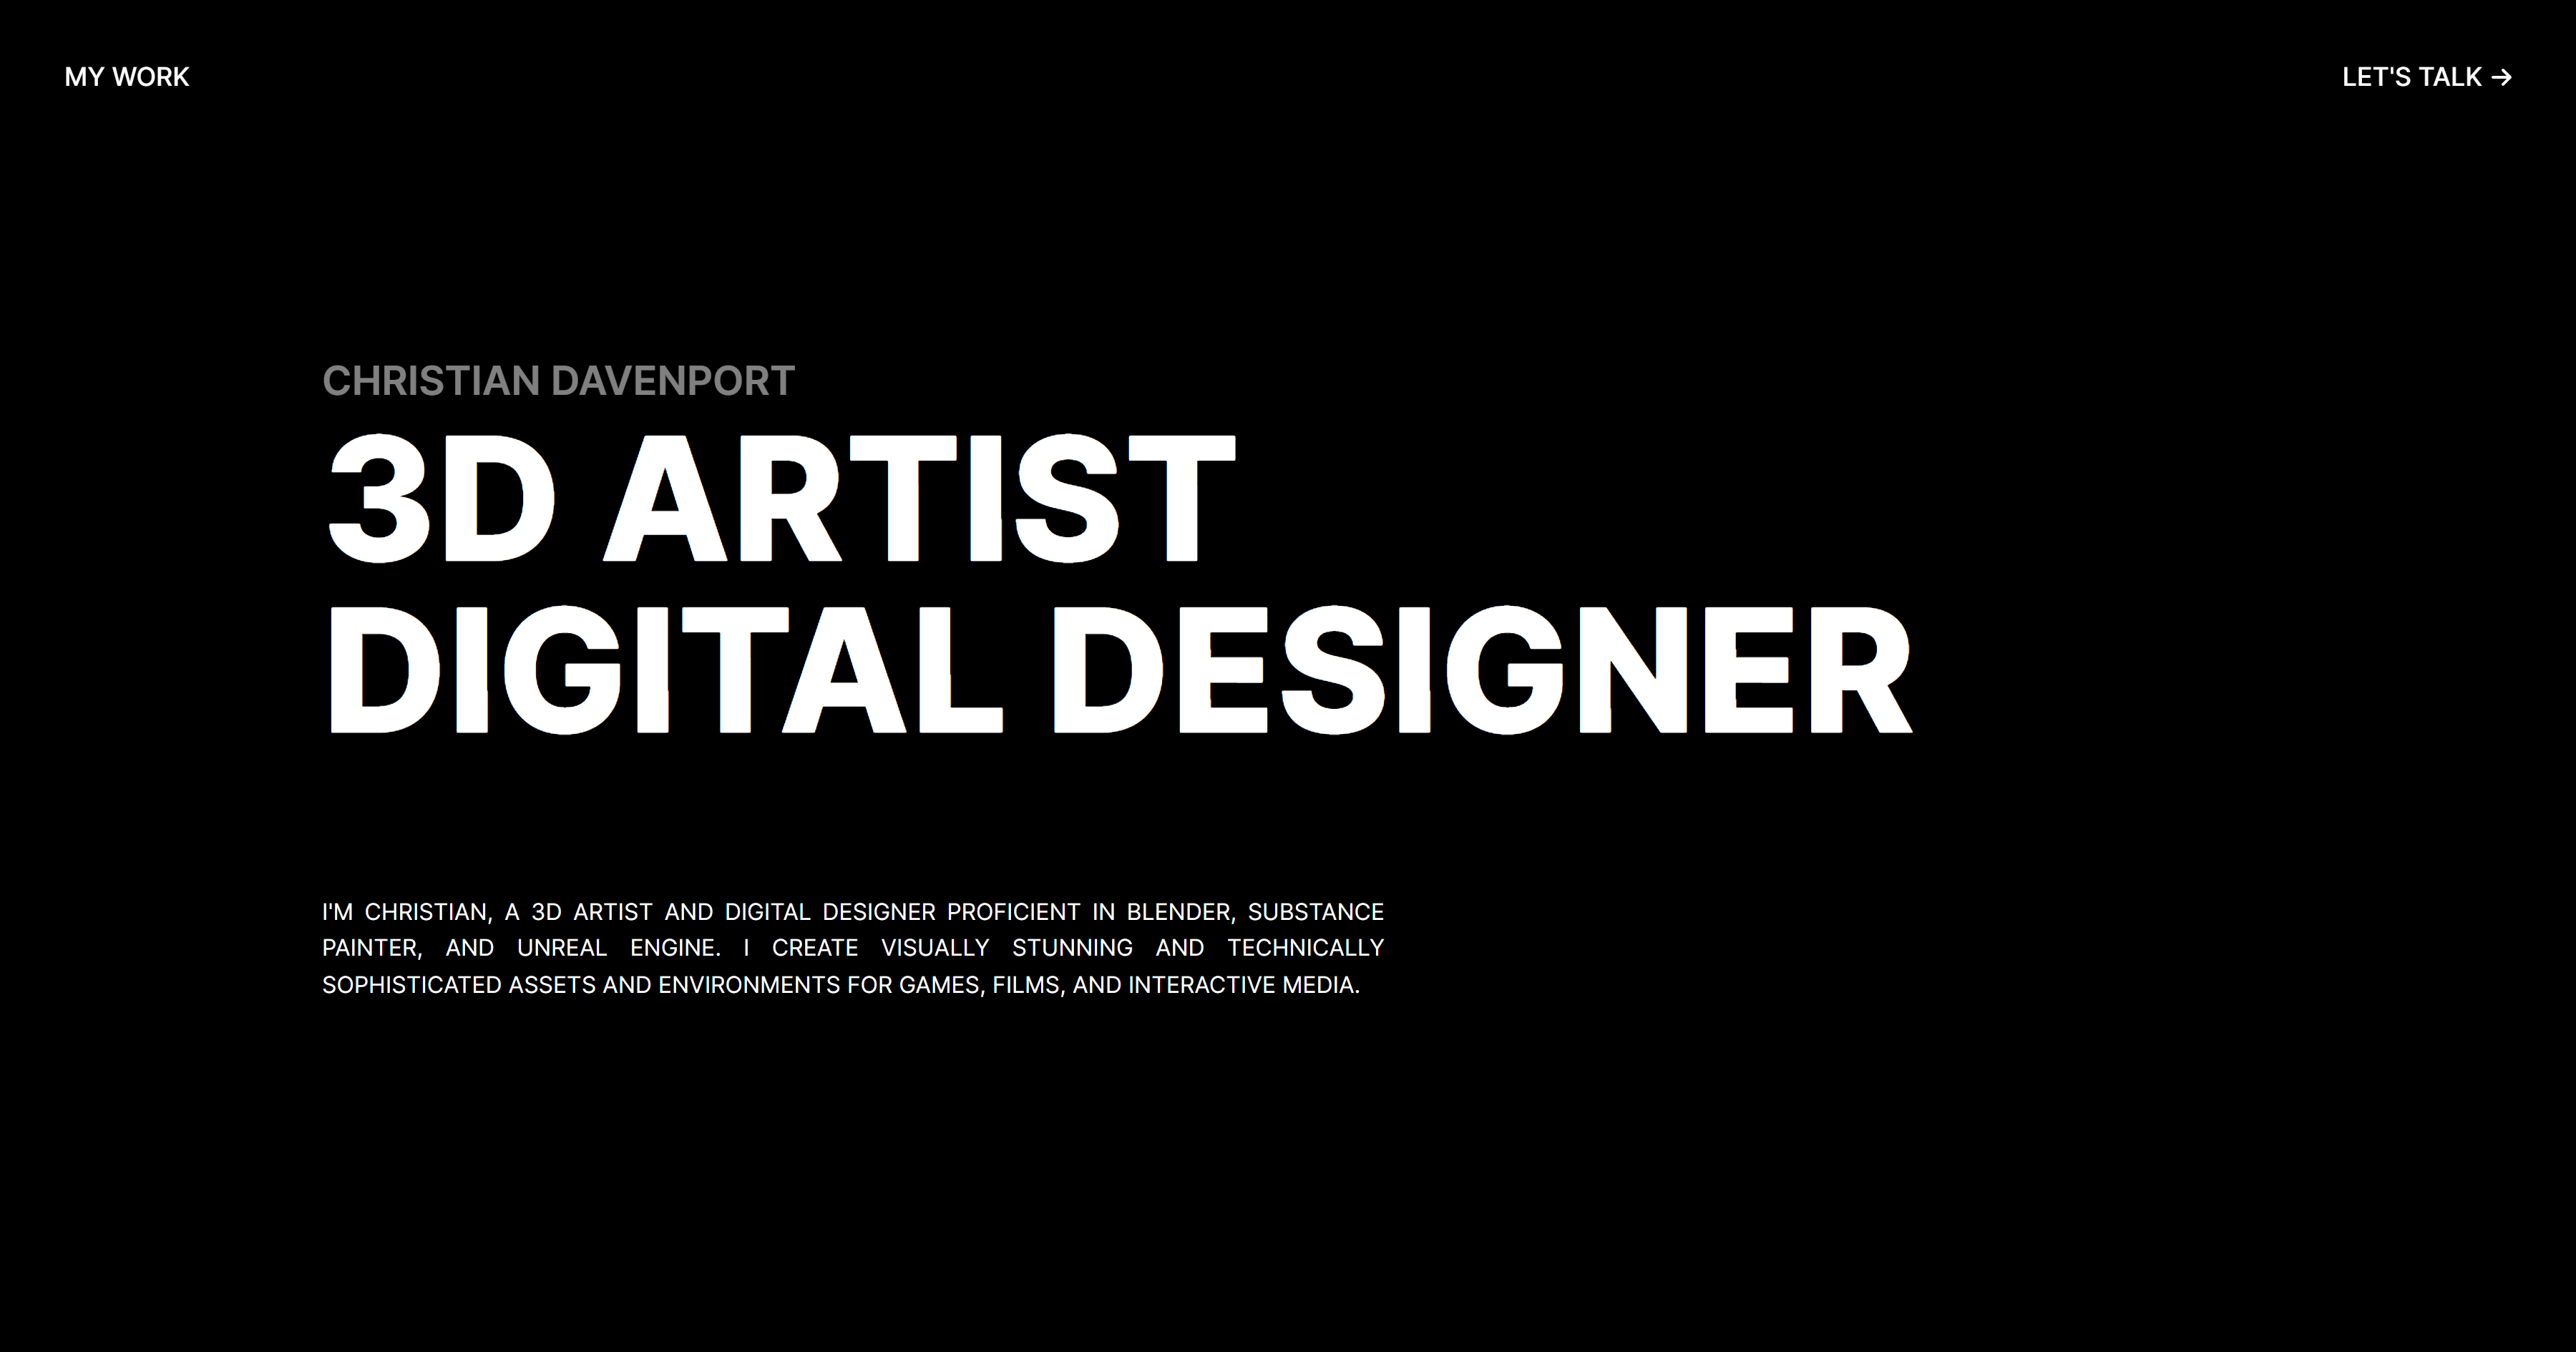 MY WORK
LET'S TALK →
CHRISTIAN DAVENPORT
3D ARTIST
DIGITAL DESIGNER
I'M CHRISTIAN, A 3D ARTIST AND DIGITAL DESIGNER PROFICIENT IN BLENDER, SUBSTANCE
PAINTER, AND UNREAL ENGINE. I CREATE VISUALLY STUNNING AND TECHNICALLY
SOPHISTICATED ASSETS AND ENVIRONMENTS FOR GAMES, FILMS, AND INTERACTIVE MEDIA.